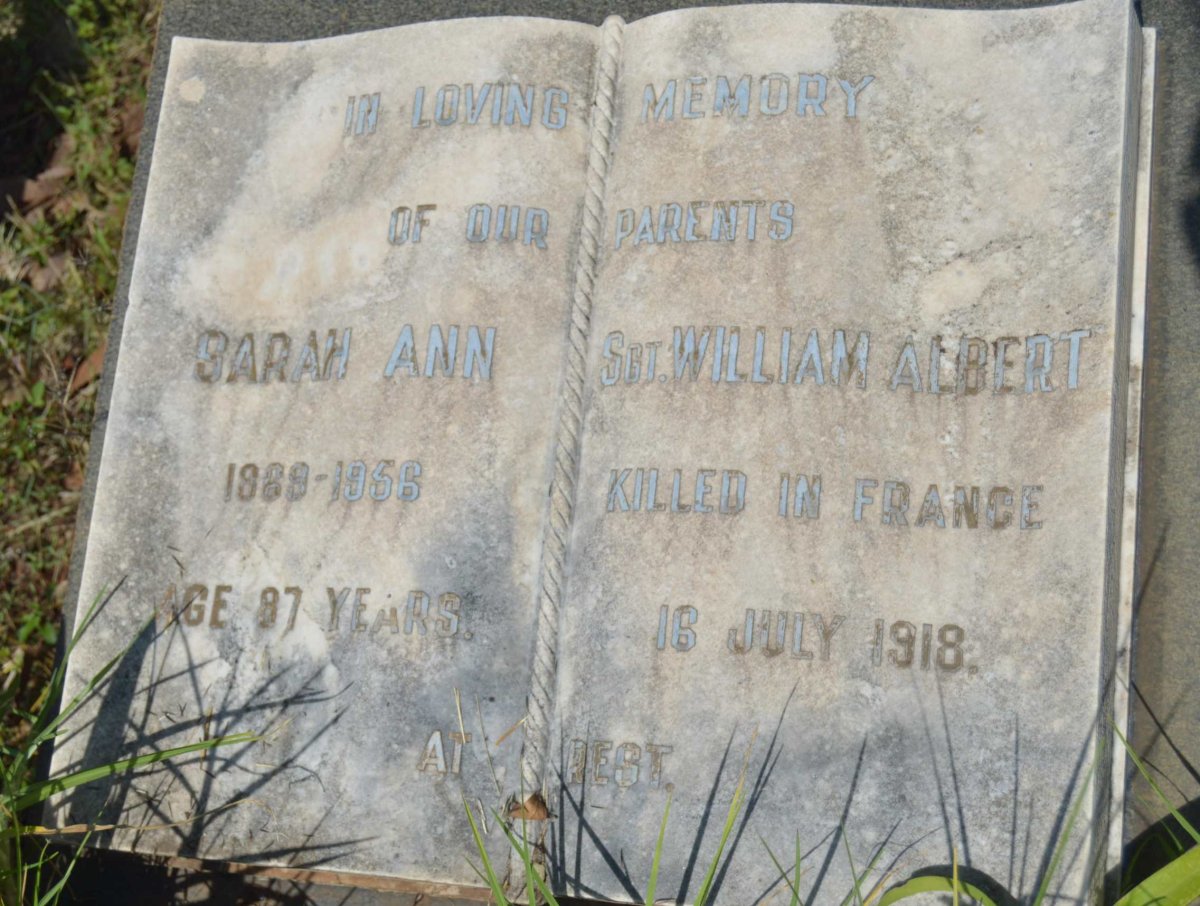 IN LOVING MEMORY
OF OUR PARENTS
SARAH ANN
1869-1956
AGE 87 YEARS.
SGT. WILLIAM ALBERT
KILLED IN FRANCE
16 JULY 1918.
AT REST.